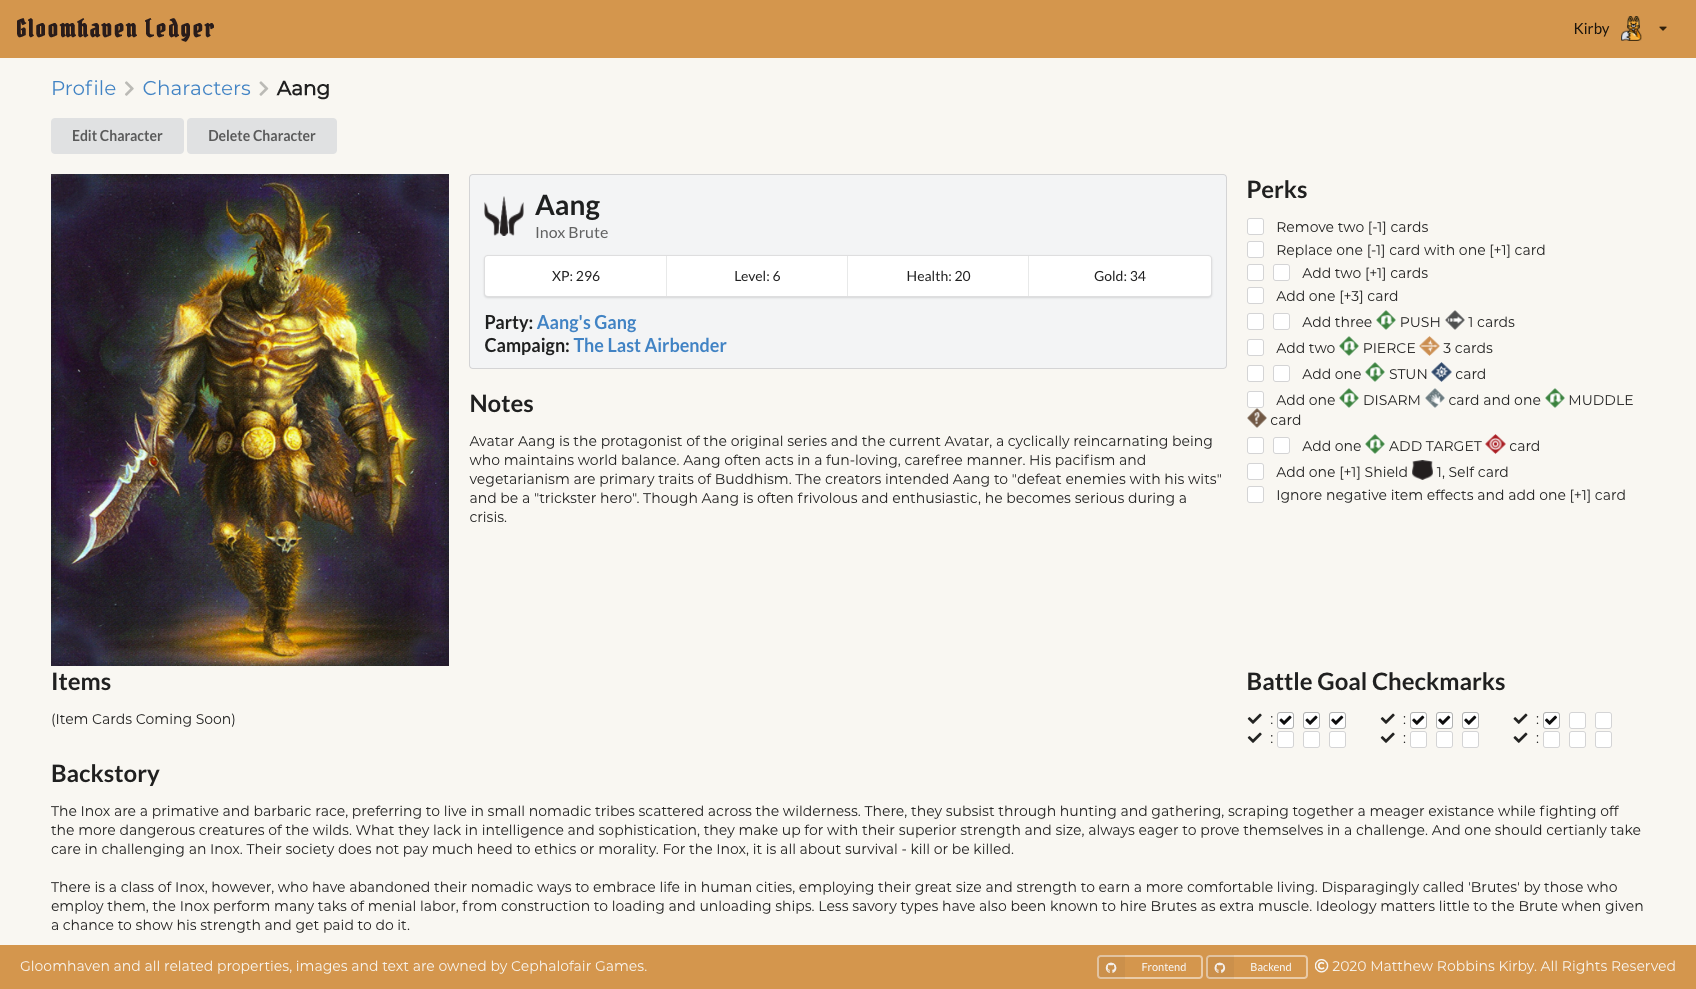 Gloomhaven Ledger
Kirby
Profile Characters Aang
Edit Character Delete Character
Aang
Inox Brute
XP: 296 Level: 6 Health: 20 Gold: 34
Party: Aang's Gang
Campaign: The Last Airbender
Notes
Avatar Aang is the protagonist of the original series and the current Avatar, a cyclically reincarnating being
who maintains world balance. Aang often acts in a fun-loving, carefree manner. His pacifism and
vegetarianism are primary traits of Buddhism. The creators intended Aang to "defeat enemies with his wits"
and be a "trickster hero". Though Aang is often frivolous and enthusiastic, he becomes serious during a
crisis.
Perks
Remove two [-1] cards
Replace one [-1] card with one [+1] card
Add two [+1] cards
Add one [+3] card
Add three PUSH 1 cards
Add two PIERCE 3 cards
Add one STUN card
Add one DISARM card and one MUDDLE
? card
Add one ADD TARGET card
Add one [+1] Shield 1, Self card
Ignore negative item effects and add one [+1] card
Items
(Item Cards Coming Soon)
Battle Goal Checkmarks
: : :
: : :
Backstory
The Inox are a primative and barbaric race, preferring to live in small nomadic tribes scattered across the wilderness. There, they subsist through hunting and gathering, scraping together a meager existance while fighting off
the more dangerous creatures of the wilds. What they lack in intelligence and sophistication, they make up for with their superior strength and size, always eager to prove themselves in a challenge. And one should certianly take
care in challenging an Inox. Their society does not pay much heed to ethics or morality. For the Inox, it is all about survival - kill or be killed.
There is a class of Inox, however, who have abandoned their nomadic ways to embrace life in human cities, employing their great size and strength to earn a more comfortable living. Disparagingly called 'Brutes' by those who
employ them, the Inox perform many taks of menial labor, from construction to loading and unloading ships. Less savory types have also been known to hire Brutes as extra muscle. Ideology matters little to the Brute when given
a chance to show his strength and get paid to do it.
Gloomhaven and all related properties, images and text are owned by Cephalofair Games.
Frontend Backend © 2020 Matthew Robbins Kirby. All Rights Reserved